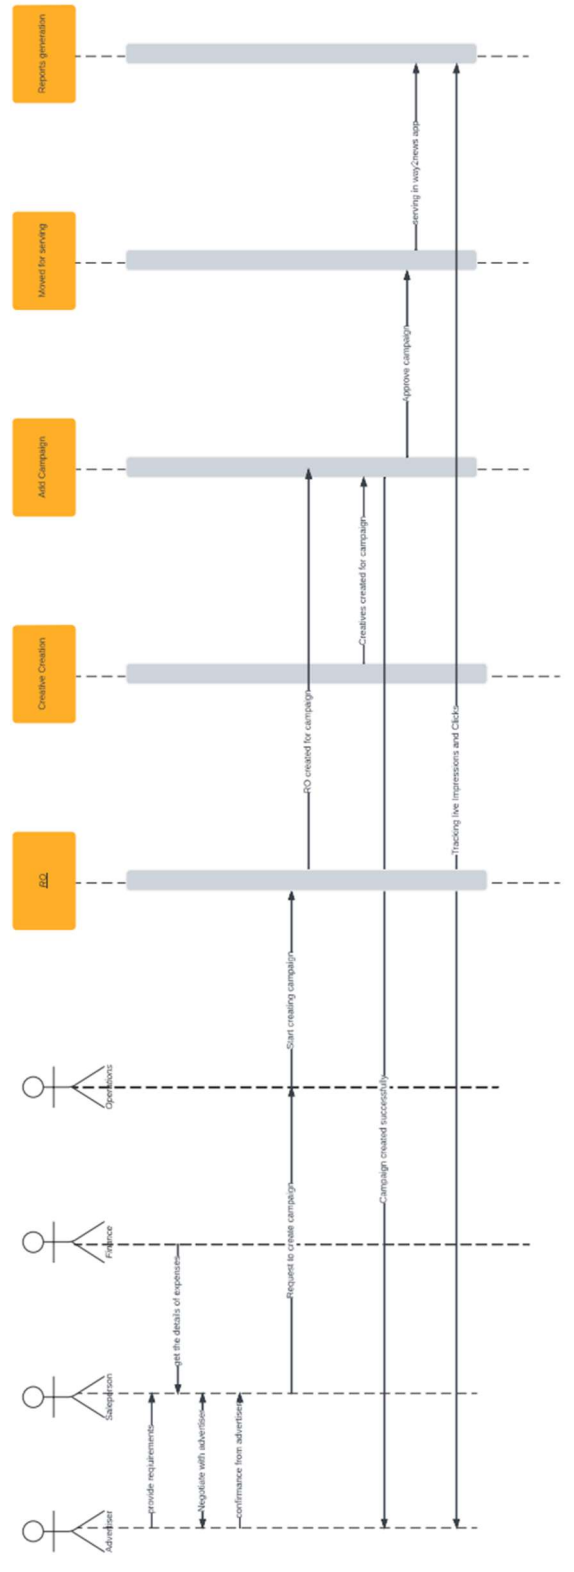 Advertiser
Saleperson
Finance
Operations
RO
Creative Creation
Add Campaign
Moved for serving
Reports generation
provide requirements
get the details of expenses
Negotiate with advertiser
confirmance from advertiser
Request to create campaign
Start creating campaign
RO created for campaign
Creatives created for campaign
Campaign created successfully
Approve campaign
serving in way2news app
Tracking live Impressions and Clicks